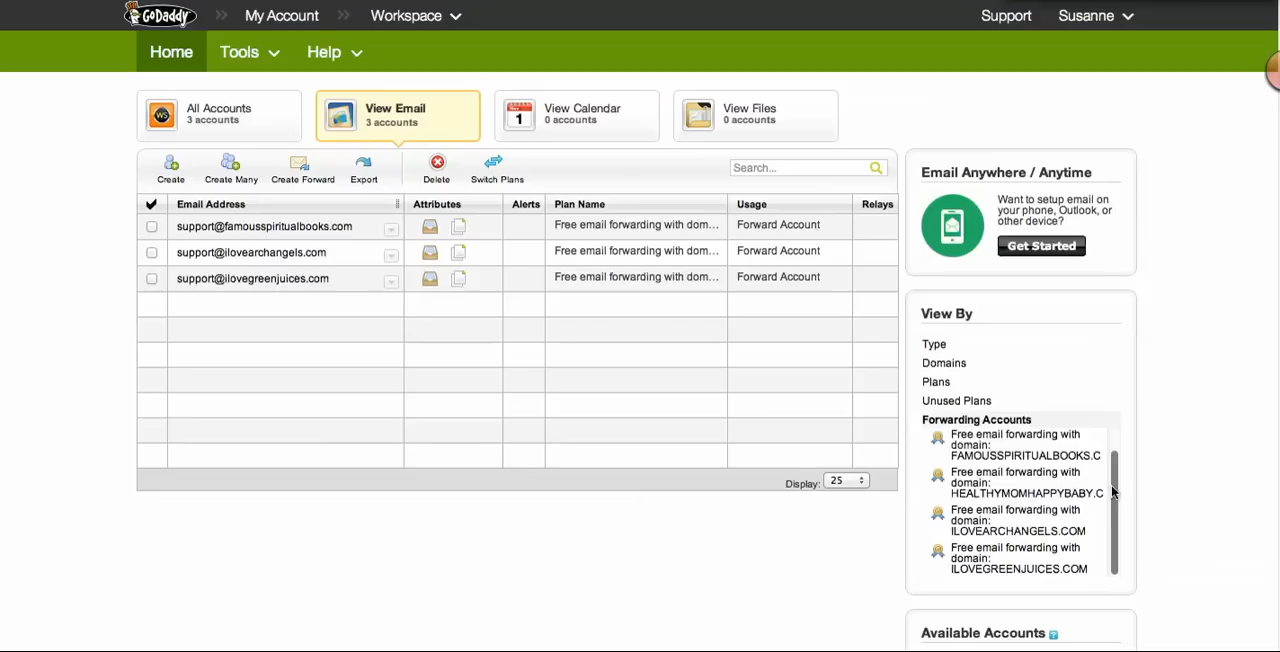 GoDaddy >> My Account >> Workspace Support Susanne
Home Tools Help
All Accounts
3 accounts
View Email
3 accounts
View Calendar
0 accounts
View Files
0 accounts
Create Create Many Create Forward Export Delete Switch Plans Search...
Email Address Attributes Alerts Plan Name Usage Relays
support@famousspiritualbooks.com Free email forwarding with dom... Forward Account
support@ilovearchangels.com Free email forwarding with dom... Forward Account
support@ilovegreenjuices.com Free email forwarding with dom... Forward Account
Display: 25
Email Anywhere / Anytime
Want to setup email on
your phone, Outlook, or
other device?
Get Started
View By
Type
Domains
Plans
Unused Plans
Forwarding Accounts
Free email forwarding with
domain:
FAMOUSSPIRITUALBOOKS.C
Free email forwarding with
domain:
HEALTHYMOMHAPPYBABY.C
Free email forwarding with
domain:
ILOVEARCHANGELS.COM
Free email forwarding with
domain:
ILOVEGREENJUICES.COM
Available Accounts ?